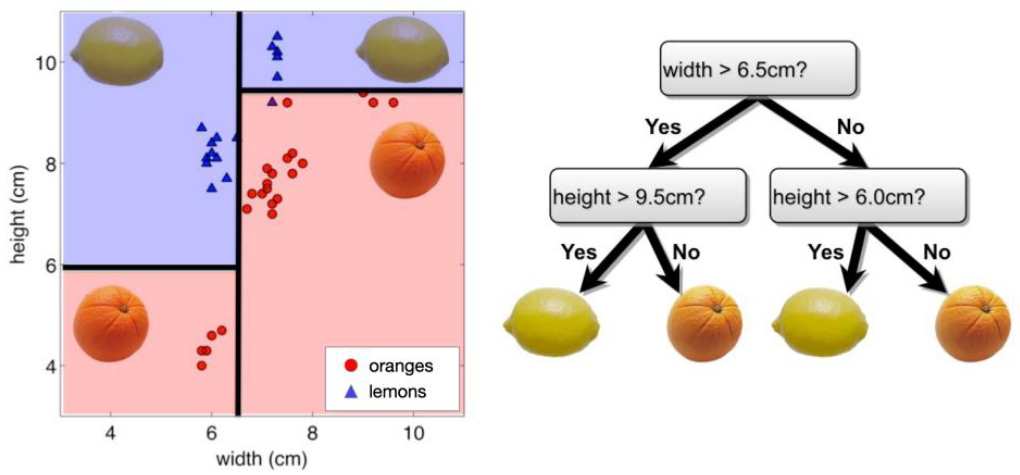 10
8
6
4
height (cm)
4
6
8
10
width (cm)
oranges
lemons
width > 6.5cm?
Yes
No
height > 9.5cm?
height > 6.0cm?
Yes
No
Yes
No